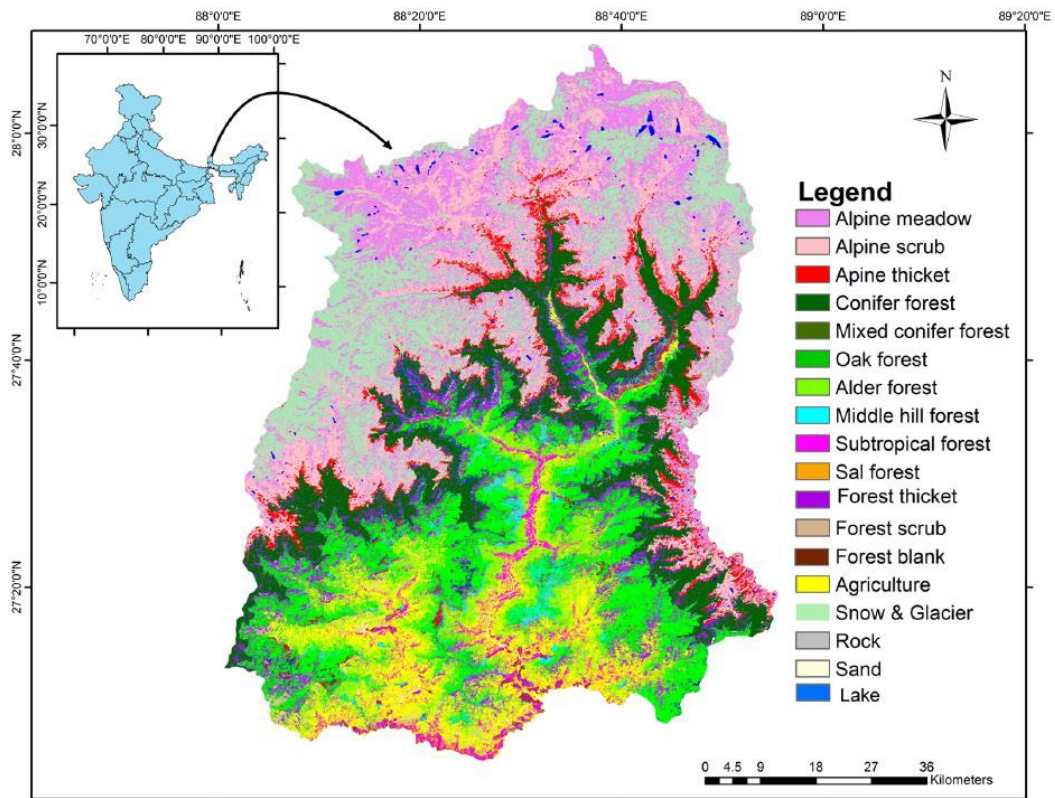 88°0'0"E 88°20'0"E 88°40'0"E 89°0'0"E 89°20'0"E
70°0'0"E 80°0'0"E 90°0'0"E 100°0'0"E
30°0'0"N
20°0'0"N
10°0'0"N
28°0'0"N
27°40'0"N
27°20'0"N
N
Legend
Alpine meadow
Alpine scrub
Apine thicket
Conifer forest
Mixed conifer forest
Oak forest
Alder forest
Middle hill forest
Subtropical forest
Sal forest
Forest thicket
Forest scrub
Forest blank
Agriculture
Snow & Glacier
Rock
Sand
Lake
0 4.5 9 18 27 36
Kilometers